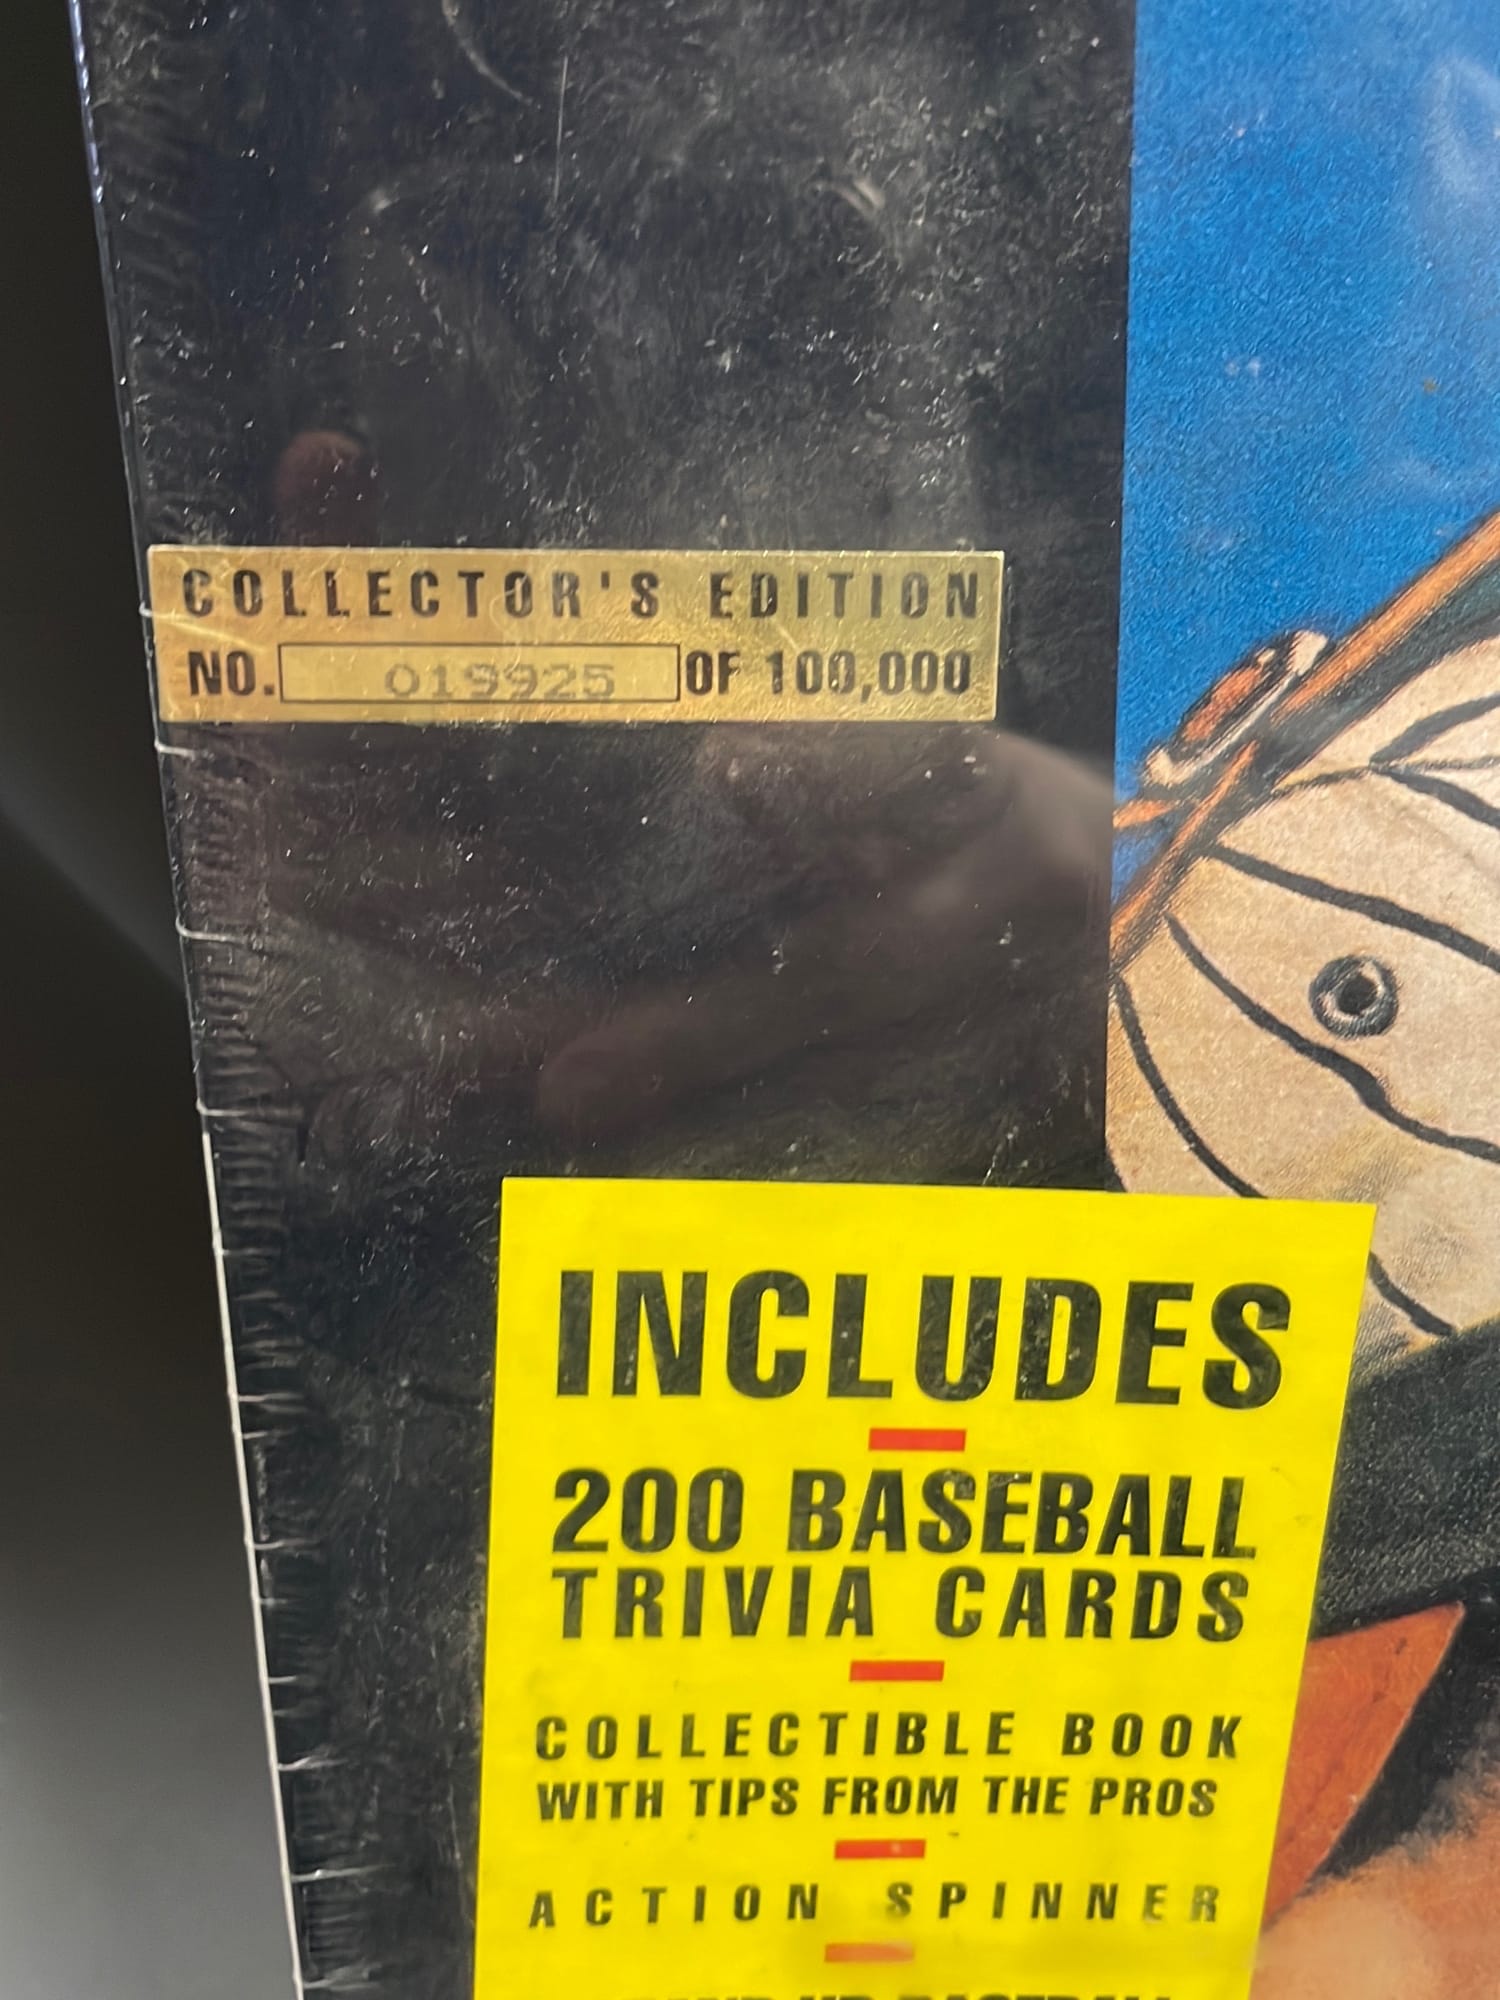 COLLECTOR'S EDITION
NO. 019925 OF 100,000
INCLUDES
200 BASEBALL
TRIVIA CARDS
COLLECTIBLE BOOK
WITH TIPS FROM THE PROS
ACTION SPINNER